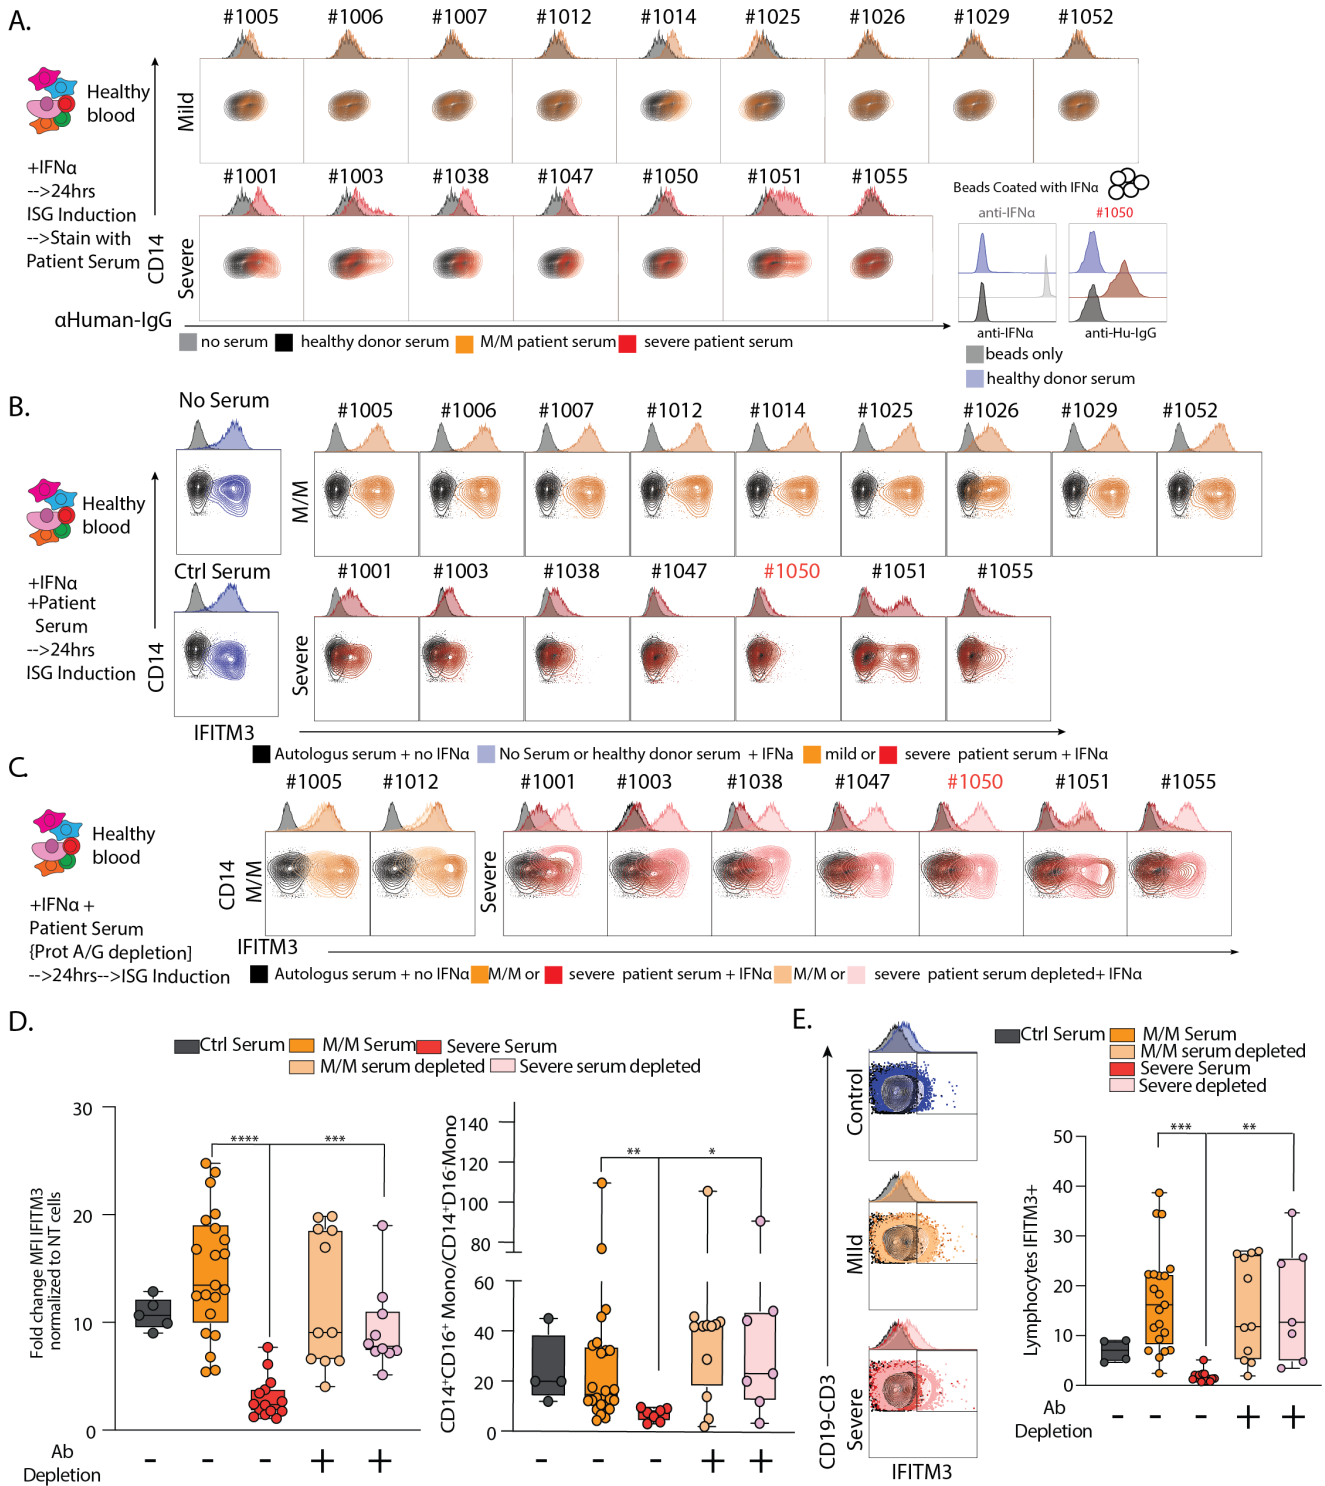 A.
#1005 #1006 #1007 #1012 #1014 #1025 #1026 #1029 #1052
Healthy
blood
Mild
+IFNα
-->24hrs
ISG Induction
-->Stain with
Patient Serum
CD14
#1001 #1003 #1038 #1047 #1050 #1051 #1055
Severe
αHuman-IgG
no serum healthy donor serum M/M patient serum severe patient serum
Beads Coated with IFNα
anti-IFNα #1050
anti-IFNα anti-Hu-IgG
beads only
healthy donor serum
B.
No Serum
#1005 #1006 #1007 #1012 #1014 #1025 #1026 #1029 #1052
Healthy
blood
M/M
Ctrl Serum
#1001 #1003 #1038 #1047 #1050 #1051 #1055
+IFNα
+Patient
Serum
-->24hrs
ISG Induction
CD14
Severe
IFITM3
Autologus serum + no IFNα No Serum or healthy donor serum + IFNa mild or severe patient serum + IFNα
C.
#1005 #1012 #1001 #1003 #1038 #1047 #1050 #1051 #1055
Healthy
blood
CD14
M/M
Severe
+IFNα +
Patient Serum
{Prot A/G depletion]
-->24hrs-->ISG Induction
IFITM3
Autologus serum + no IFNα M/M or severe patient serum + IFNα M/M or severe patient serum depleted+ IFNα
D.
Ctrl Serum M/M Serum Severe Serum
M/M serum depleted Severe serum depleted
Fold change MFI IFITM3
normalized to NT cells
30
20
10
0
**** ***
CD14+CD16+ Mono/CD14+D16-Mono
140
120
100
80
60
40
20
0
** *
Ab
Depletion
- - - + +
- - - + +
E.
Control
MIld
Severe
CD19-CD3
IFITM3
Ctrl Serum M/M Serum
M/M serum depleted
Severe Serum
Severe depleted
Lymphocytes IFITM3+
50
40
30
20
10
0
*** **
Ab
Depletion
- - - + +